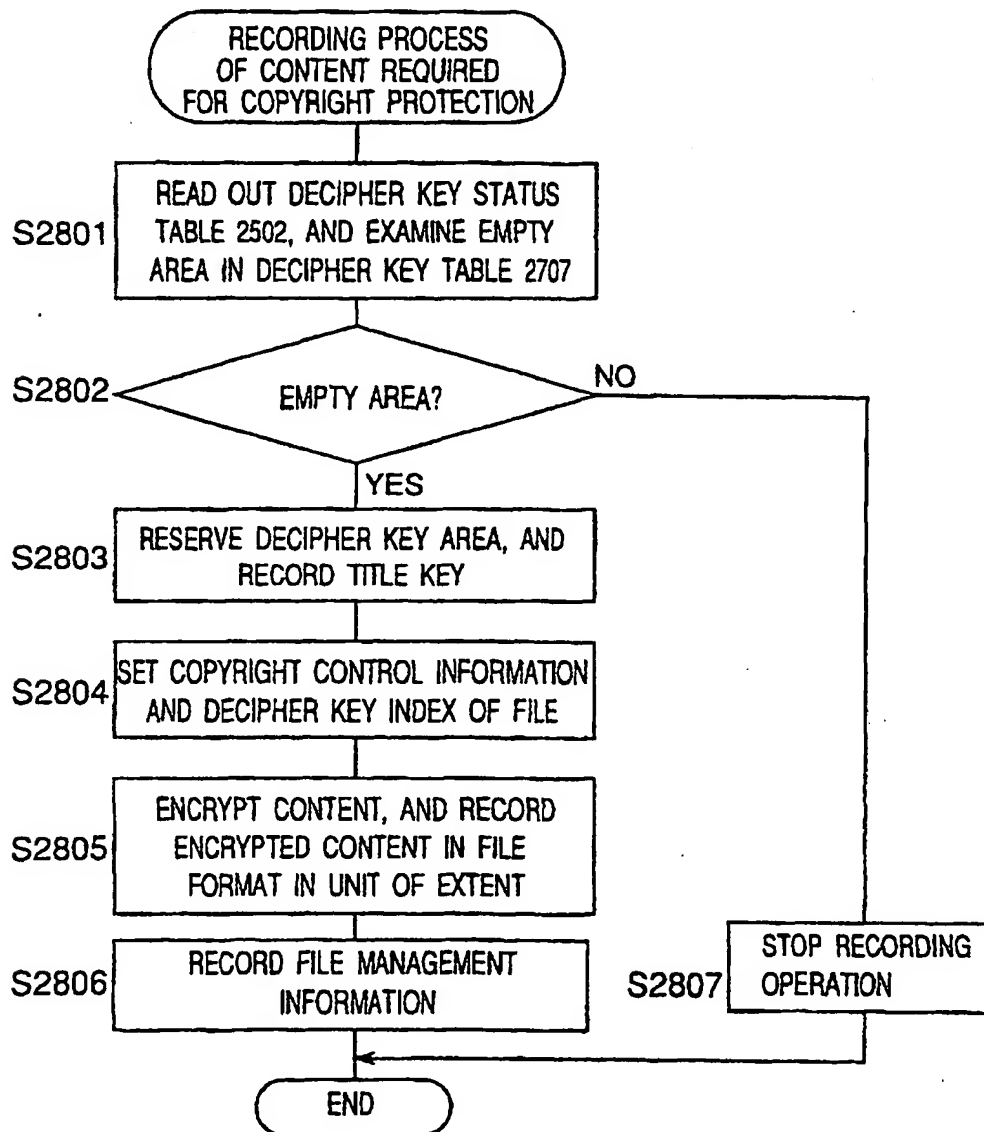 RECORDING PROCESS
OF CONTENT REQUIRED
FOR COPYRIGHT PROTECTION
S2801
READ OUT DECIPHER KEY STATUS
TABLE 2502, AND EXAMINE EMPTY
AREA IN DECIPHER KEY TABLE 2707
S2802
EMPTY AREA?
NO
YES
S2803
RESERVE DECIPHER KEY AREA, AND
RECORD TITLE KEY
S2804
SET COPYRIGHT CONTROL INFORMATION
AND DECIPHER KEY INDEX OF FILE
S2805
ENCRYPT CONTENT, AND RECORD
ENCRYPTED CONTENT IN FILE
FORMAT IN UNIT OF EXTENT
S2806
RECORD FILE MANAGEMENT
INFORMATION
S2807
STOP RECORDING
OPERATION
END